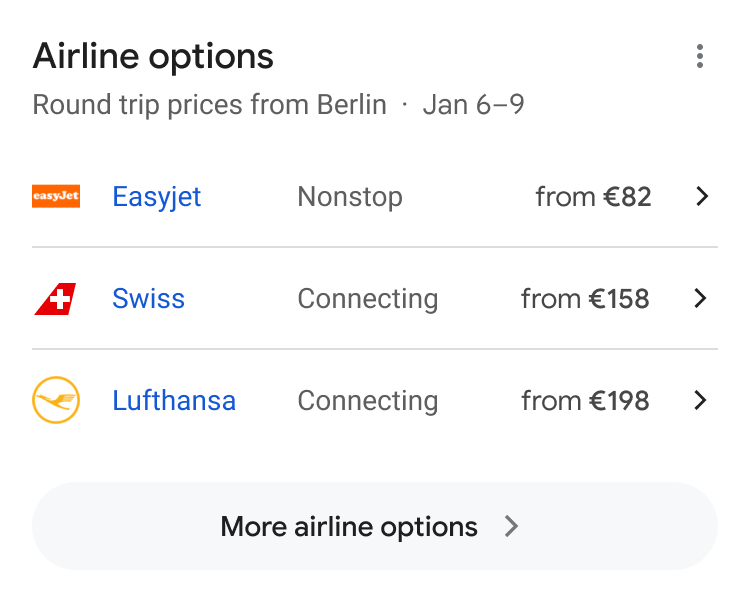 Airline options
Round trip prices from Berlin · Jan 6–9
easyJet Easyjet Nonstop from €82
Swiss Connecting from €158
Lufthansa Connecting from €198
More airline options